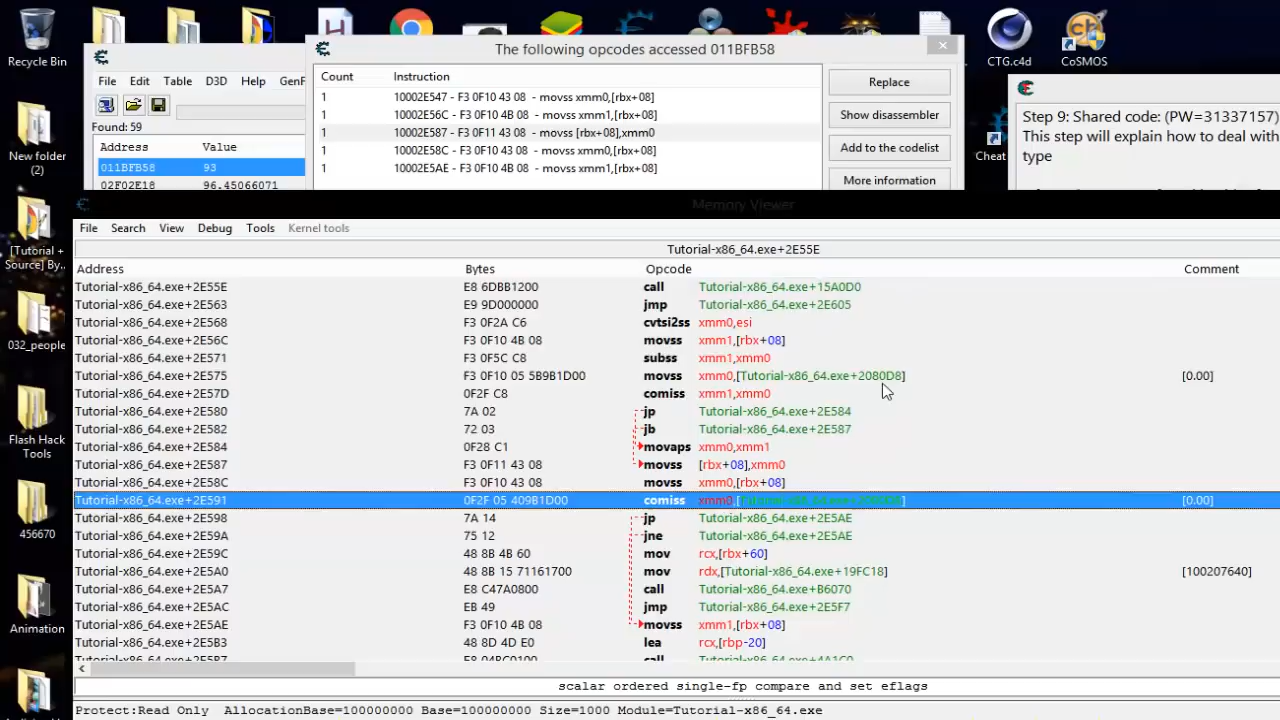 Recycle Bin
New folder
(2)
[Tutorial +
Source] By...
032_people
Flash Hack
Tools
456670
Animation
CTG.c4d
CoSMOS
Cheat
File Edit Table D3D Help
Found: 59
Address Value
011BFB58 93
02F02E18 96.45066071
The following opcodes accessed 011BFB58
Count Instruction
1 10002E547 - F3 0F10 43 08 - movss xmm0,[rbx+08]
1 10002E56C - F3 0F10 4B 08 - movss xmm1,[rbx+08]
1 10002E587 - F3 0F11 43 08 - movss [rbx+08],xmm0
1 10002E58C - F3 0F10 43 08 - movss xmm0,[rbx+08]
1 10002E5AE - F3 0F10 4B 08 - movss xmm1,[rbx+08]
Replace
Show disassembler
Add to the codelist
More information
Step 9: Shared code: (PW=31337157)
This step will explain how to deal with
type
Memory Viewer
File Search View Debug Tools Kernel tools
Tutorial-x86_64.exe+2E55E
Address Bytes Opcode Comment
Tutorial-x86_64.exe+2E55E E8 6DBB1200 call Tutorial-x86_64.exe+15A0D0
Tutorial-x86_64.exe+2E563 E9 9D000000 jmp Tutorial-x86_64.exe+2E605
Tutorial-x86_64.exe+2E568 F3 0F2A C6 cvtsi2ss xmm0,esi
Tutorial-x86_64.exe+2E56C F3 0F10 4B 08 movss xmm1,[rbx+08]
Tutorial-x86_64.exe+2E571 F3 0F5C C8 subss xmm1,xmm0
Tutorial-x86_64.exe+2E575 F3 0F10 05 5B9B1D00 movss xmm0,[Tutorial-x86_64.exe+2080D8] [0.00]
Tutorial-x86_64.exe+2E57D 0F2F C8 comiss xmm1,xmm0
Tutorial-x86_64.exe+2E580 7A 02 jp Tutorial-x86_64.exe+2E584
Tutorial-x86_64.exe+2E582 72 03 jb Tutorial-x86_64.exe+2E587
Tutorial-x86_64.exe+2E584 0F28 C1 movaps xmm0,xmm1
Tutorial-x86_64.exe+2E587 F3 0F11 43 08 movss [rbx+08],xmm0
Tutorial-x86_64.exe+2E58C F3 0F10 43 08 movss xmm0,[rbx+08]
Tutorial-x86_64.exe+2E591 0F2F 05 409B1D00 comiss xmm0,[Tutorial-x86_64.exe+2080D8] [0.00]
Tutorial-x86_64.exe+2E598 7A 14 jp Tutorial-x86_64.exe+2E5AE
Tutorial-x86_64.exe+2E59A 75 12 jne Tutorial-x86_64.exe+2E5AE
Tutorial-x86_64.exe+2E59C 48 8B 4B 60 mov rcx,[rbx+60]
Tutorial-x86_64.exe+2E5A0 48 8B 15 71161700 mov rdx,[Tutorial-x86_64.exe+19FC18] [100207640]
Tutorial-x86_64.exe+2E5A7 E8 C47A0800 call Tutorial-x86_64.exe+B6070
Tutorial-x86_64.exe+2E5AC EB 49 jmp Tutorial-x86_64.exe+2E5F7
Tutorial-x86_64.exe+2E5AE F3 0F10 4B 08 movss xmm1,[rbx+08]
Tutorial-x86_64.exe+2E5B3 48 8D 4D E0 lea rcx,[rbp-20]
Tutorial-x86_64.exe+2E5B7 E8 04BC0100 call Tutorial-x86_64.exe+4A1C0
scalar ordered single-fp compare and set eflags
Protect:Read Only AllocationBase=100000000 Base=100000000 Size=1000 Module=Tutorial-x86_64.exe